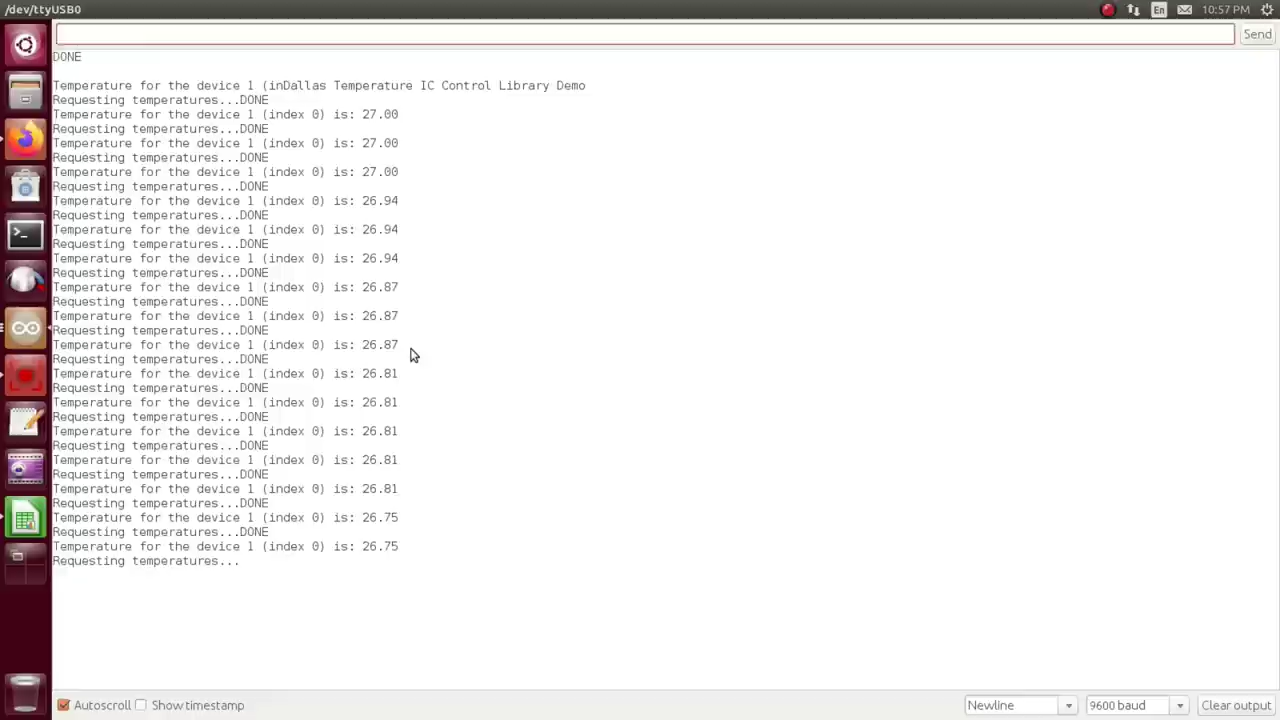 /dev/ttyUSB0
En
10:57 PM
Send
DONE
Temperature for the device 1 (inDallas Temperature IC Control Library Demo
Requesting temperatures...DONE
Temperature for the device 1 (index 0) is: 27.00
Requesting temperatures...DONE
Temperature for the device 1 (index 0) is: 27.00
Requesting temperatures...DONE
Temperature for the device 1 (index 0) is: 27.00
Requesting temperatures...DONE
Temperature for the device 1 (index 0) is: 26.94
Requesting temperatures...DONE
Temperature for the device 1 (index 0) is: 26.94
Requesting temperatures...DONE
Temperature for the device 1 (index 0) is: 26.94
Requesting temperatures...DONE
Temperature for the device 1 (index 0) is: 26.87
Requesting temperatures...DONE
Temperature for the device 1 (index 0) is: 26.87
Requesting temperatures...DONE
Temperature for the device 1 (index 0) is: 26.87
Requesting temperatures...DONE
Temperature for the device 1 (index 0) is: 26.81
Requesting temperatures...DONE
Temperature for the device 1 (index 0) is: 26.81
Requesting temperatures...DONE
Temperature for the device 1 (index 0) is: 26.81
Requesting temperatures...DONE
Temperature for the device 1 (index 0) is: 26.81
Requesting temperatures...DONE
Temperature for the device 1 (index 0) is: 26.81
Requesting temperatures...DONE
Temperature for the device 1 (index 0) is: 26.75
Requesting temperatures...DONE
Temperature for the device 1 (index 0) is: 26.75
Requesting temperatures...
Autoscroll
Show timestamp
Newline
9600 baud
Clear output